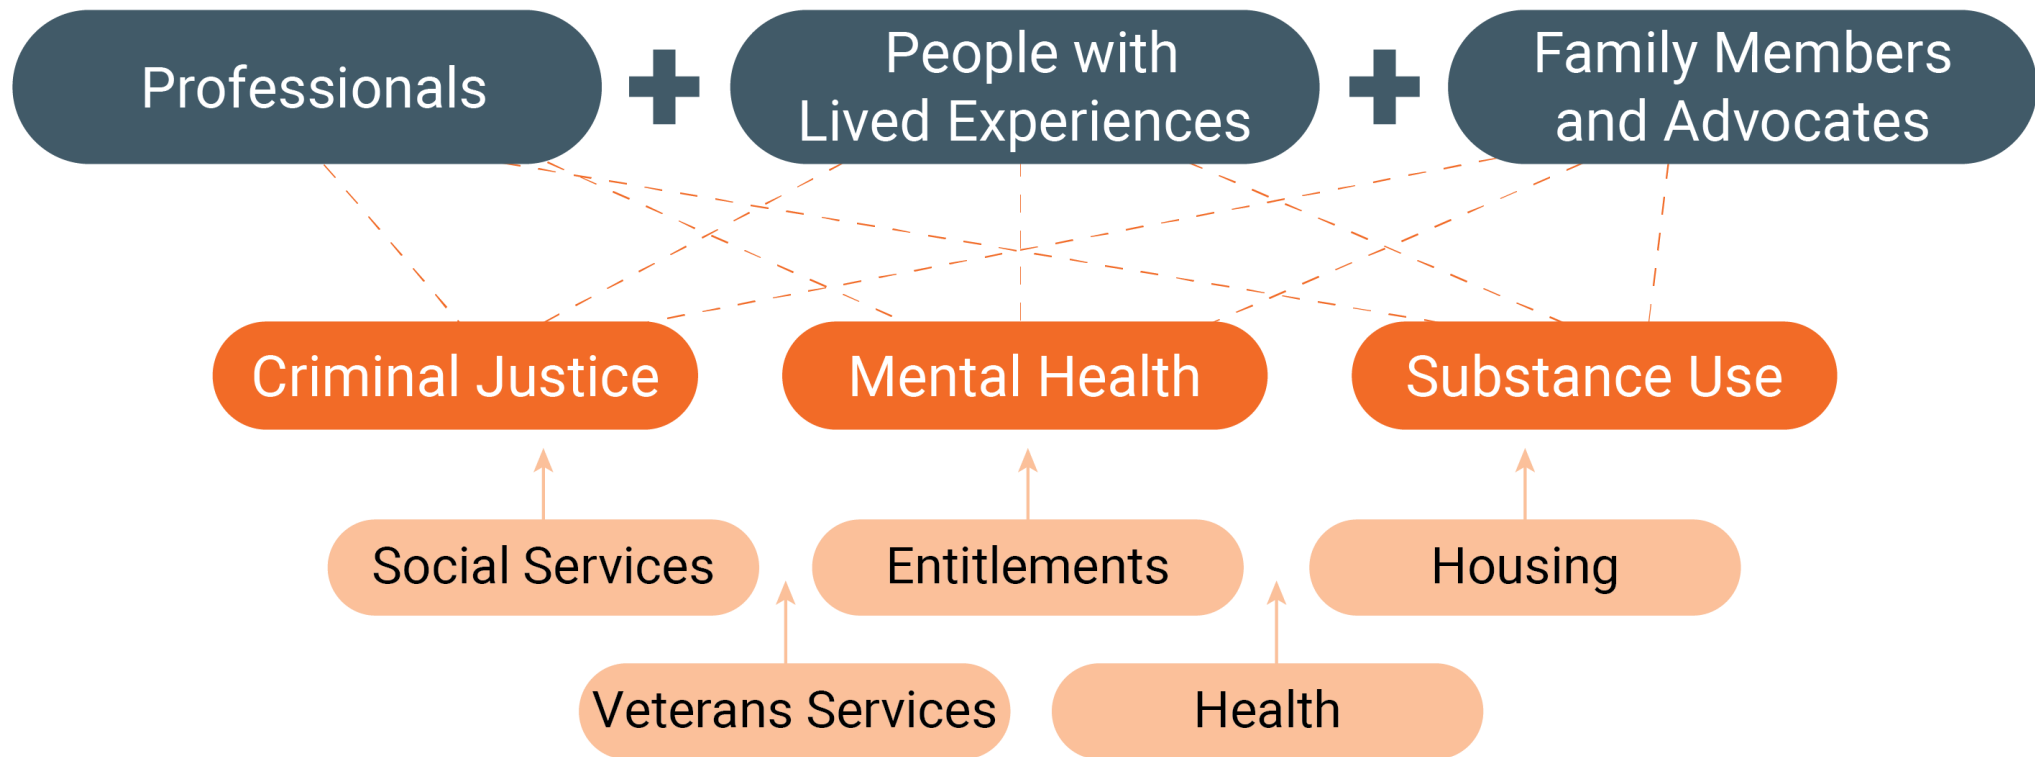 Professionals
People with
Lived Experiences
Family Members
and Advocates
Criminal Justice
Mental Health
Substance Use
Social Services
Entitlements
Housing
Veterans Services
Health